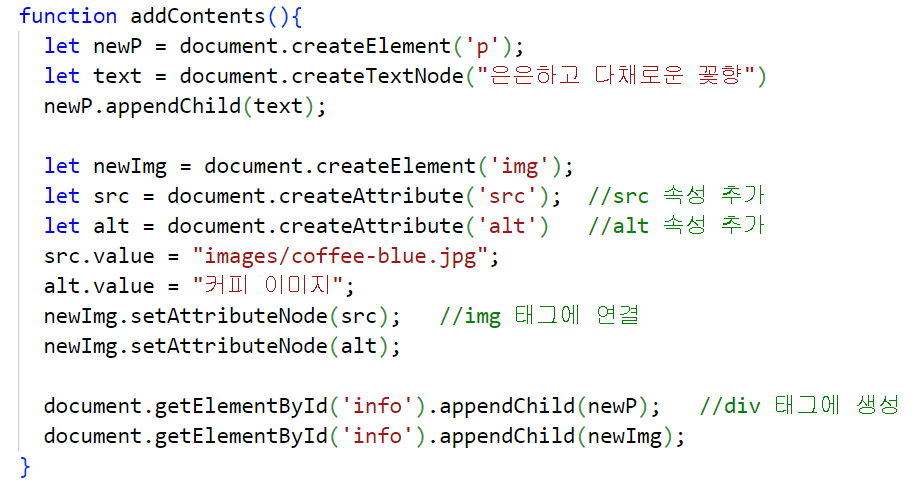 function addContents(){
let newP = document.createElement('p');
let text = document.createTextNode("은은하고 다채로운 꽃향")
newP.appendChild(text);
let newImg = document.createElement('img');
let src = document.createAttribute('src');  //src 속성 추가
let alt = document.createAttribute('alt')   //alt 속성 추가
src.value = "images/coffee-blue.jpg";
alt.value = "커피 이미지";
newImg.setAttributeNode(src);   //img 태그에 연결
newImg.setAttributeNode(alt);
document.getElementById('info').appendChild(newP);   //div 태그에 생성
document.getElementById('info').appendChild(newImg);
}